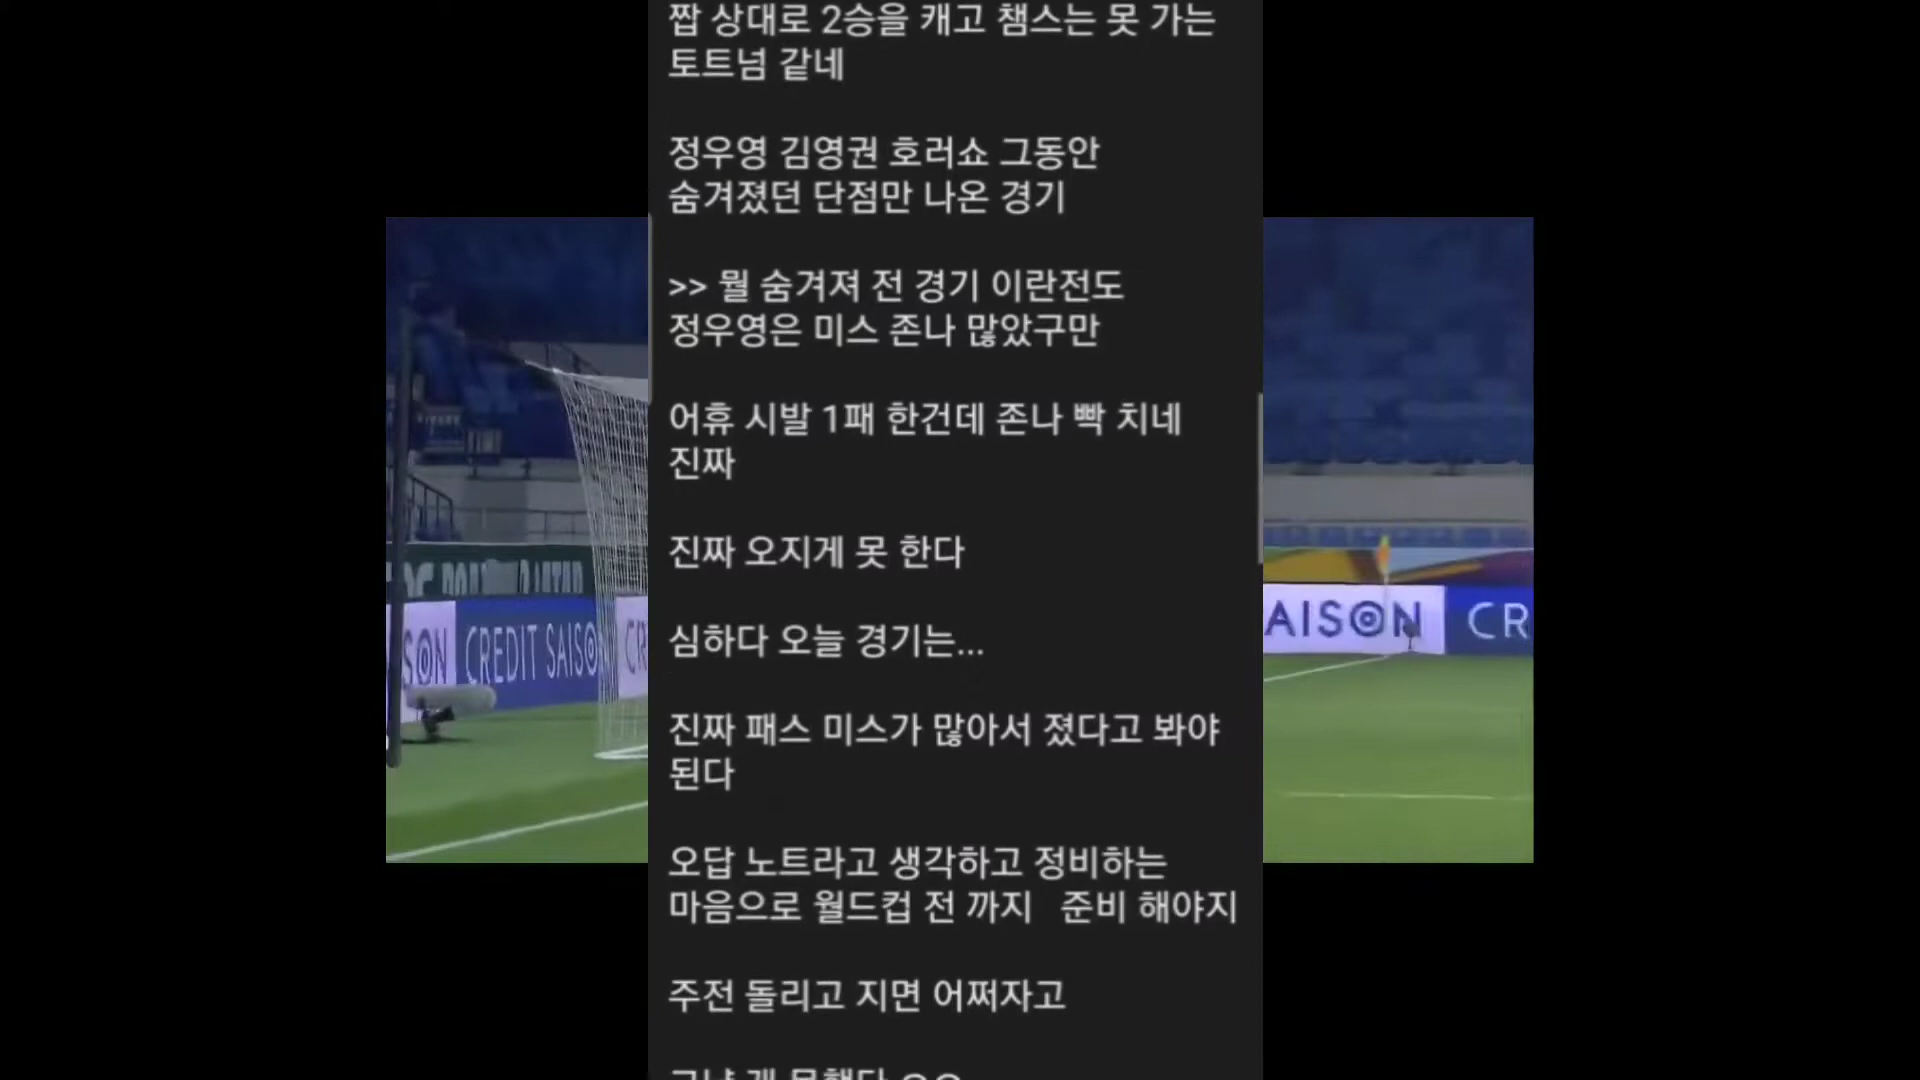 짭 상대로 2승을 캐고 챔스는 못 가는
토트넘 같네
정우영 김영권 호러쇼 그동안
숨겨졌던 단점만 나온 경기
>> 뭘 숨겨져 전 경기 이란전도
정우영은 미스 존나 많았구만
어휴 시발 1패 한건데 존나 빡 치네
진짜
진짜 오지게 못 한다
심하다 오늘 경기는...
진짜 패스 미스가 많아서 졌다고 봐야
된다
오답 노트라고 생각하고 정비하는
마음으로 월드컵 전 까지 준비 해야지
주전 돌리고 지면 어쩌자고
CREDIT SAISO
AISON
CR